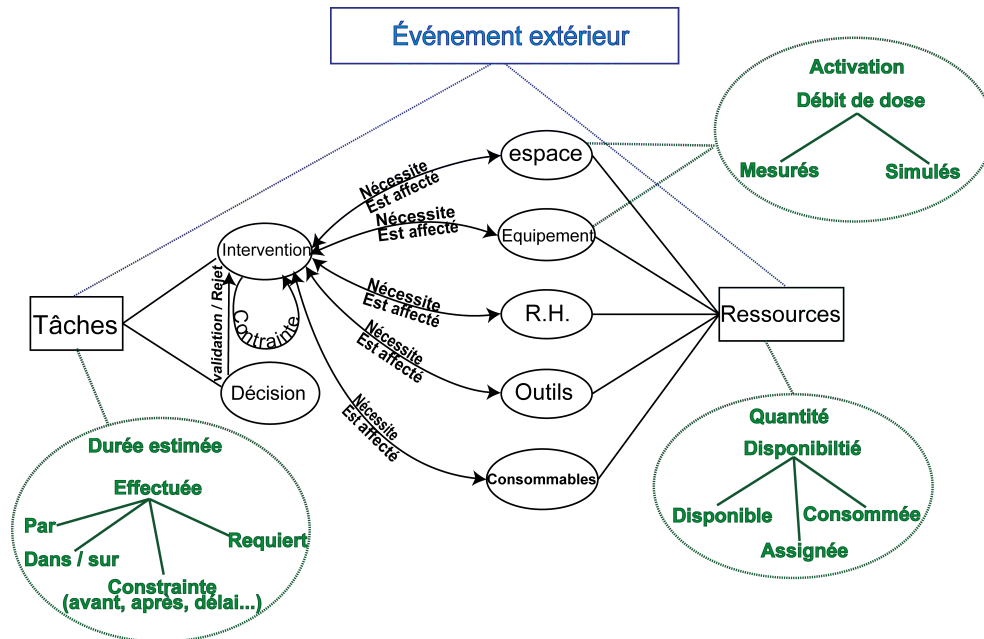 Événement extérieur
Activation
Débit de dose
Mesurés
Simulés
espace
Nécessite
Est affecté
Equipement
Nécessite
Est affecté
Intervention
R.H.
Nécessite
Est affecté
Tâches
Ressources
validation / Rejet
Contrainte
Nécessite
Est affecté
Décision
Outils
Nécessite
Est affecté
Consommables
Durée estimée
Effectuée
Par
Dans / sur
Requiert
Constrainte
(avant, après, délai...)
Quantité
Disponibiltié
Disponible
Consommée
Assignée